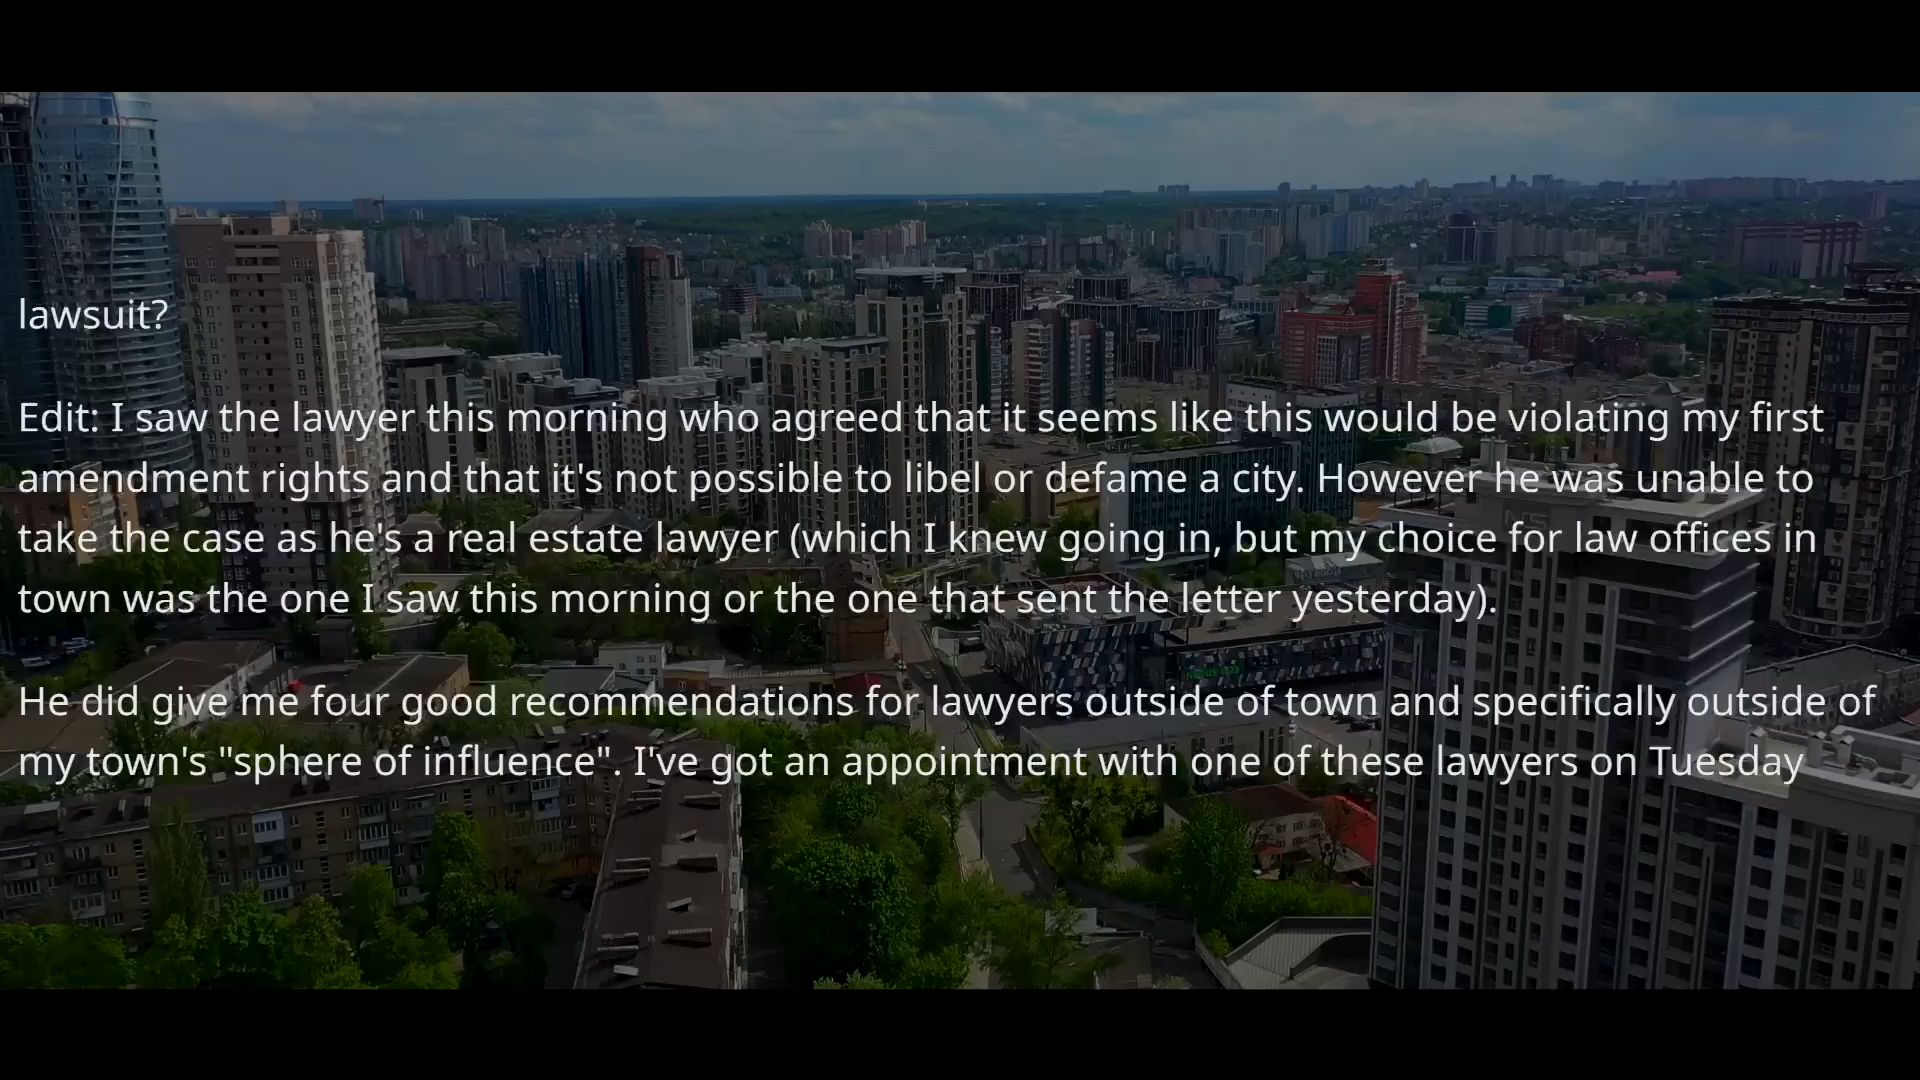 lawsuit?
Edit: I saw the lawyer this morning who agreed that it seems like this would be violating my first
amendment rights and that it's not possible to libel or defame a city. However he was unable to
take the case as he's a real estate lawyer (which I knew going in, but my choice for law offices in
town was the one I saw this morning or the one that sent the letter yesterday).
He did give me four good recommendations for lawyers outside of town and specifically outside of
my town's "sphere of influence". I've got an appointment with one of these lawyers on Tuesday